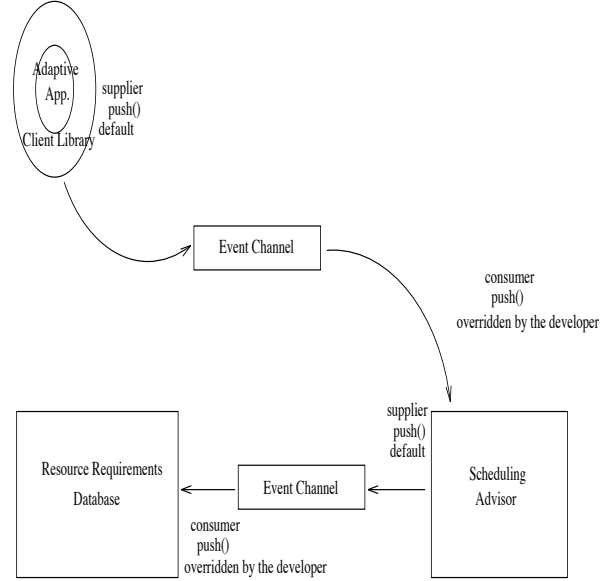 Adaptive
App.
Client Library
supplier
push()
default
Event Channel
consumer
push()
overridden by the developer
supplier
push()
default
Scheduling
Advisor
Event Channel
Resource Requirements
Database
consumer
push()
overridden by the developer